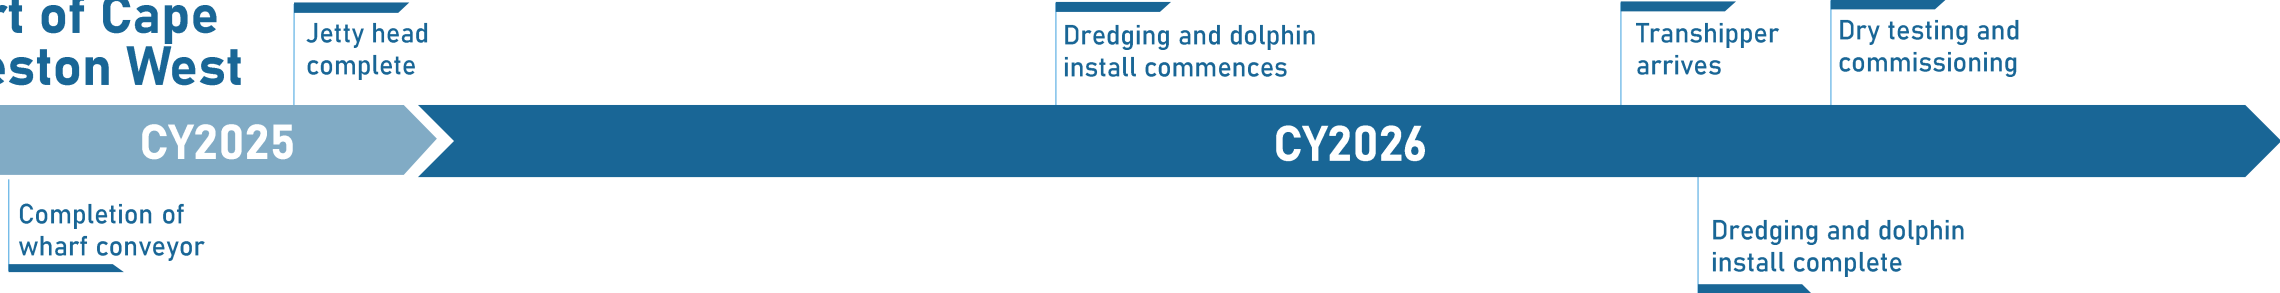 rt of Cape
eston West
Jetty head
complete
Dredging and dolphin
install commences
Transhipper
arrives
Dry testing and
commissioning
CY2025
CY2026
Completion of
wharf conveyor
Dredging and dolphin
install complete